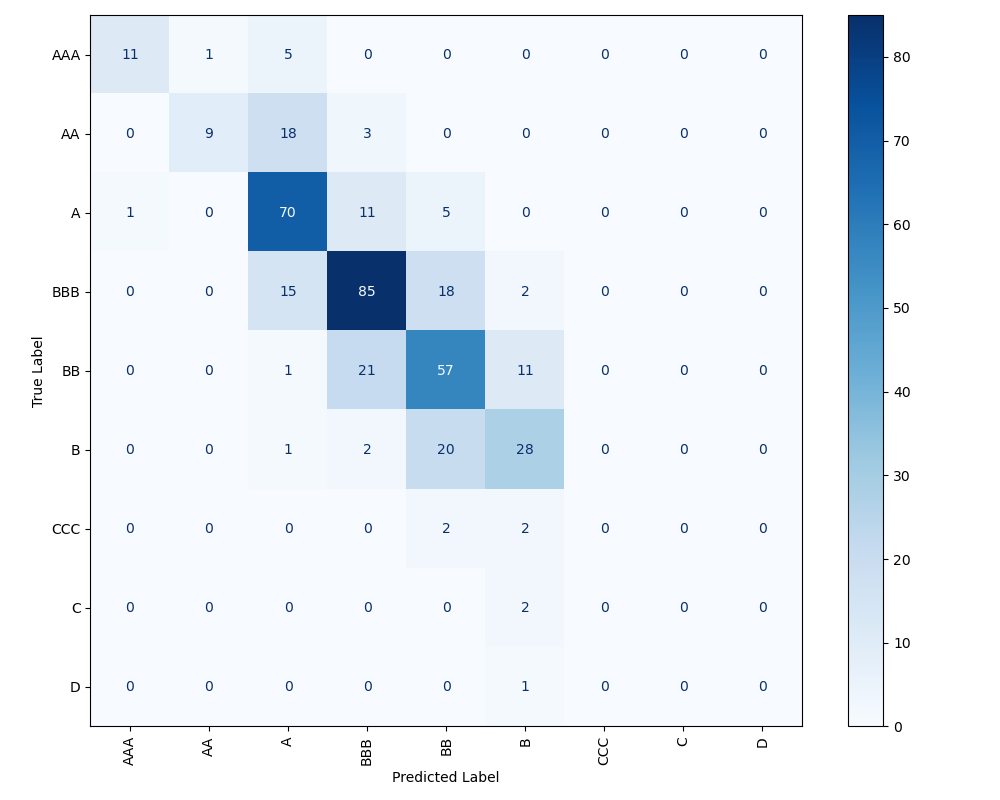 AAA 11 1 5 0 0 0 0 0 0
AA 0 9 18 3 0 0 0 0 0
A 1 0 70 11 5 0 0 0 0
BBB 0 0 15 85 18 2 0 0 0
BB 0 0 1 21 57 11 0 0 0
B 0 0 1 2 20 28 0 0 0
CCC 0 0 0 0 2 2 0 0 0
C 0 0 0 0 0 2 0 0 0
D 0 0 0 0 0 1 0 0 0
AAA AA A BBB BB B CCC C D
Predicted Label
True Label
80
70
60
50
40
30
20
10
0